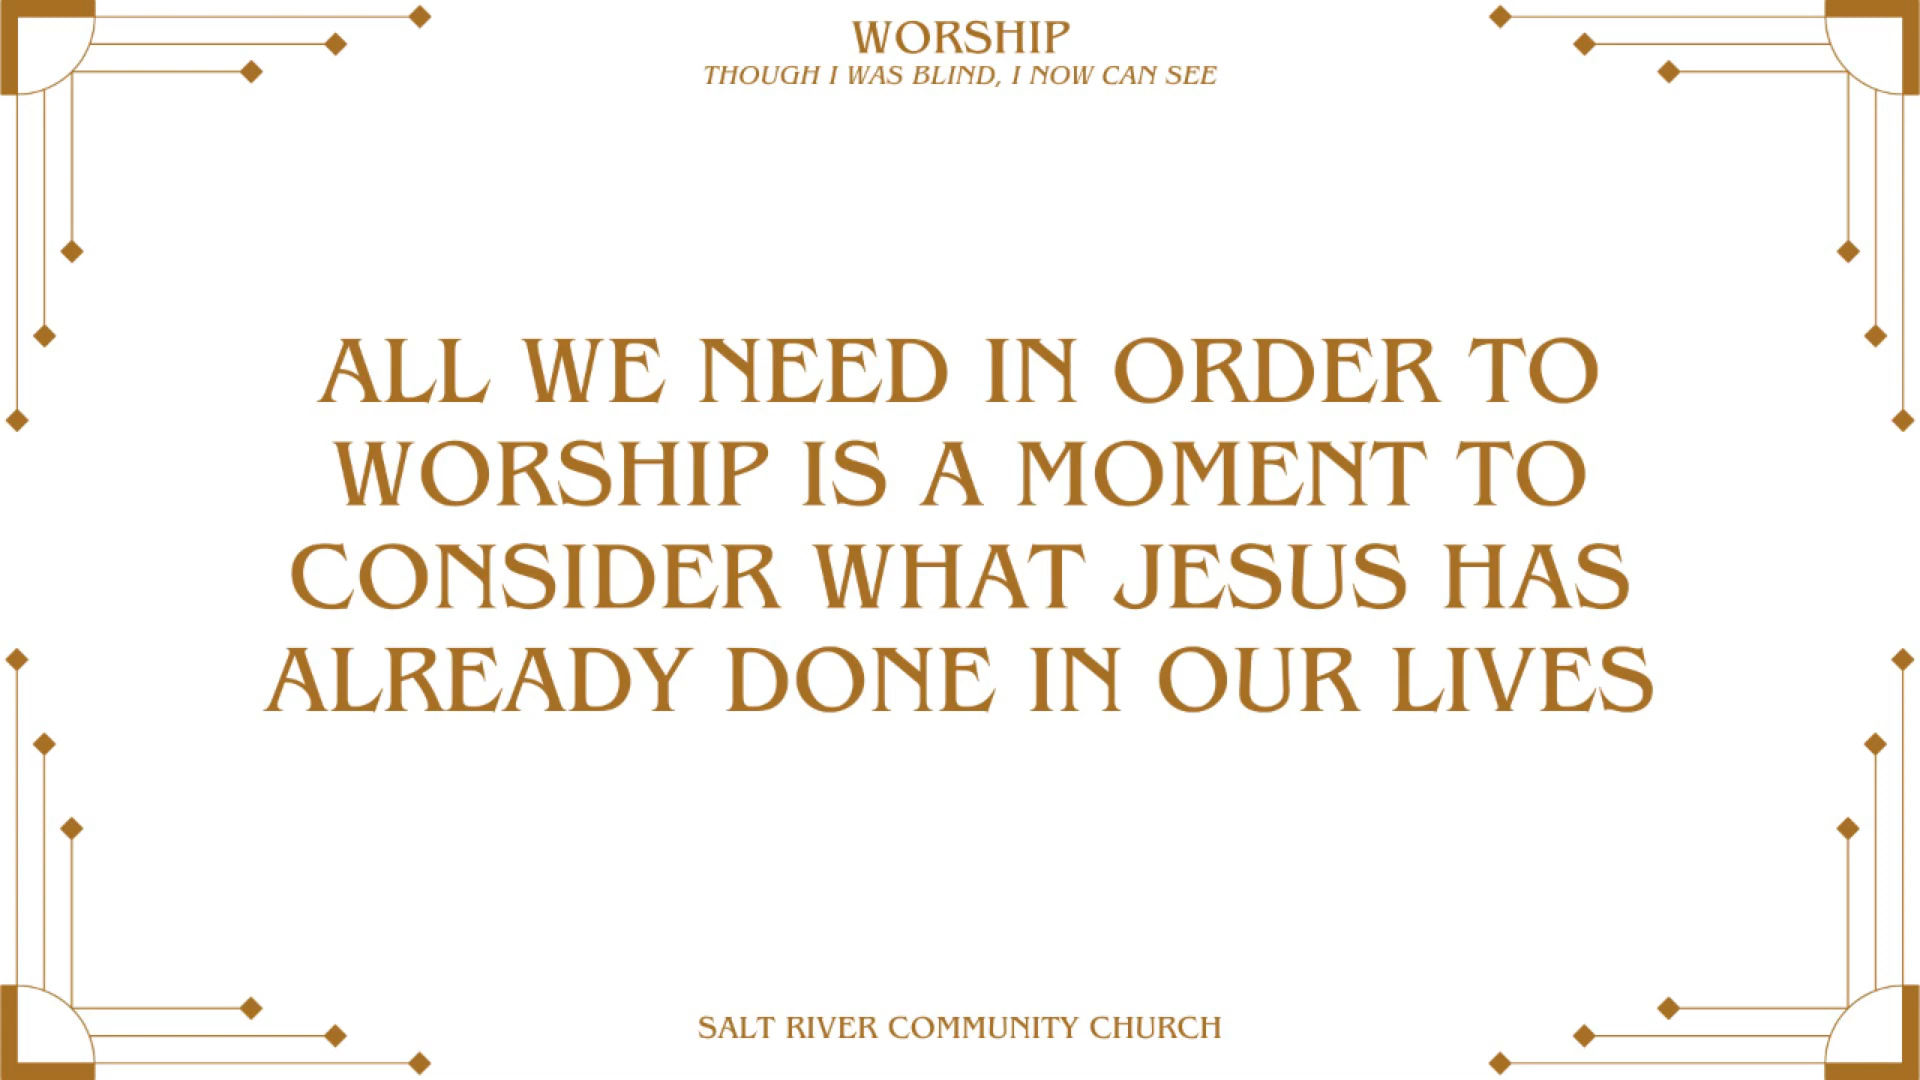 WORSHIP
THOUGH I WAS BLIND, I NOW CAN SEE
ALL WE NEED IN ORDER TO
WORSHIP IS A MOMENT TO
CONSIDER WHAT JESUS HAS
ALREADY DONE IN OUR LIVES
SALT RIVER COMMUNITY CHURCH